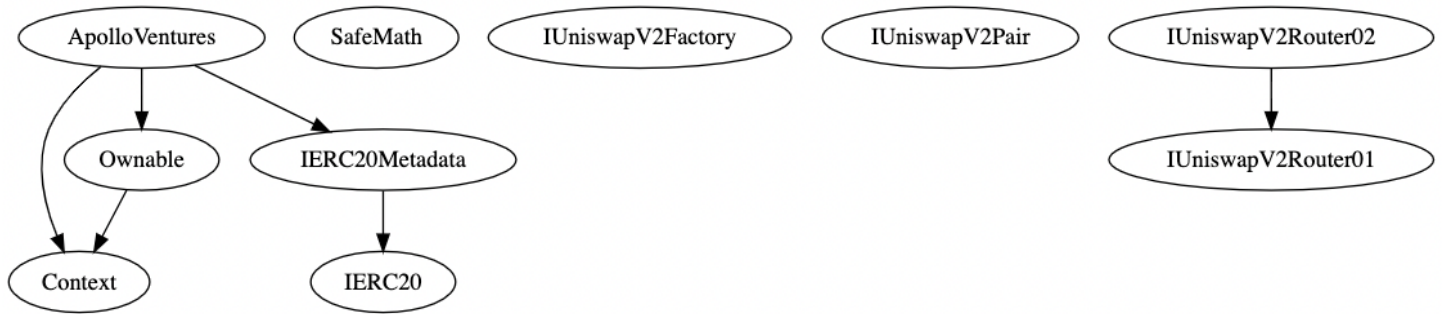 ApolloVentures
SafeMath
IUniswapV2Factory
IUniswapV2Pair
IUniswapV2Router02
Ownable
IERC20Metadata
IUniswapV2Router01
Context
IERC20